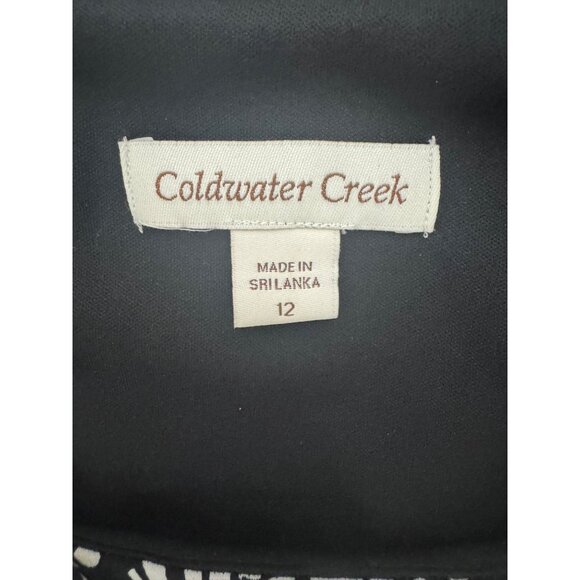 Coldwater Creek
MADE IN
SRI LANKA
12